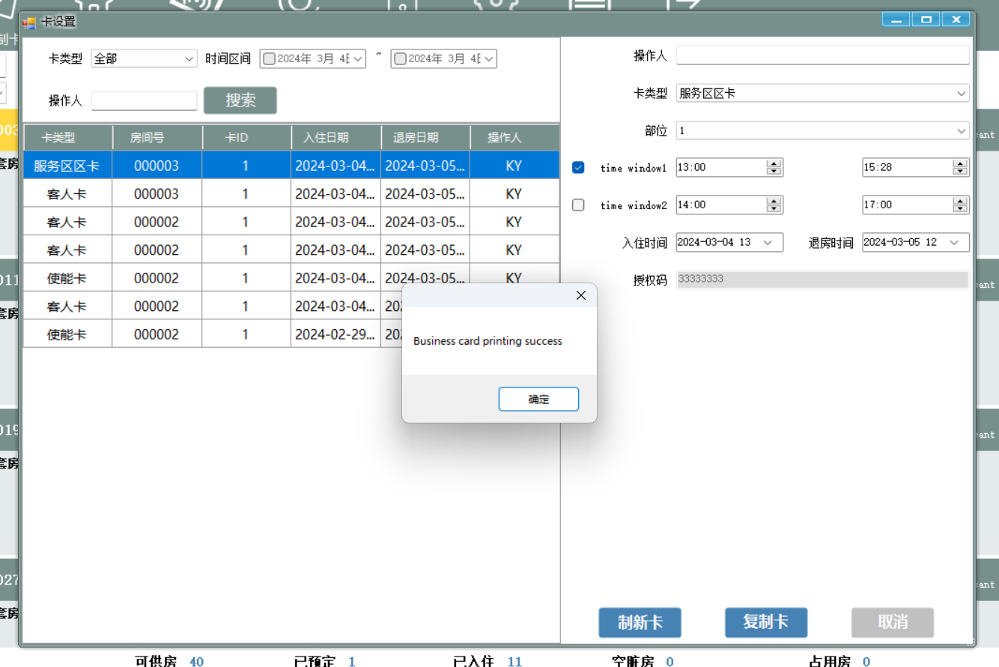 制卡
卡设置
卡类型 全部 时间区间 2024年 3月 4日 ~ 2024年 3月 4日
操作人 搜索
卡类型 房间号 卡ID 入住日期 退房日期 操作人
服务区区卡 000003 1 2024-03-04... 2024-03-05... KY
客人卡 000003 1 2024-03-04... 2024-03-05... KY
客人卡 000002 1 2024-03-04... 2024-03-05... KY
客人卡 000002 1 2024-03-04... 2024-03-05... KY
使能卡 000002 1 2024-03-04... 2024-03-05... KY
客人卡 000002 1 2024-03-04... 202
使能卡 000002 1 2024-02-29... 202
操作人
卡类型 服务区区卡
部位 1
time window1 13:00 15:28
time window2 14:00 17:00
入住时间 2024-03-04 13 退房时间 2024-03-05 12
授权码 33333333
Business card printing success
确定
制新卡 复制卡 取消
003
套房
011
套房
019
套房
027
套房
ant
ant
ant
ant
可供房 40 已预定 1 已入住 11 空脏房 0 占用房 0